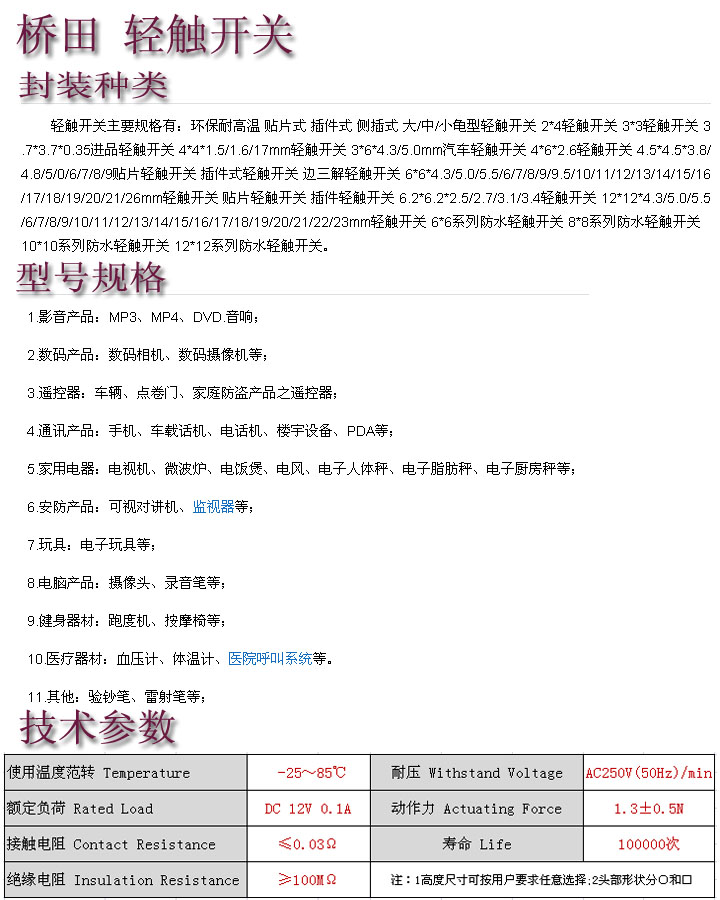 桥田 轻触开关
封装种类
轻触开关主要规格有：环保耐高温 贴片式 插件式 侧插式 大/中/小龟型轻触开关 2*4轻触开关 3*3轻触开关 3
.7*3.7*0.35进品轻触开关 4*4*1.5/1.6/17mm轻触开关 3*6*4.3/5.0mm汽车轻触开关 4*6*2.6轻触开关 4.5*4.5*3.8/
4.8/5/0/6/7/8/9贴片轻触开关 插件式轻触开关 边三解轻触开关 6*6*4.3/5.0/5.5/6/7/8/9/9.5/10/11/12/13/14/15/16
/17/18/19/20/21/26mm轻触开关 贴片轻触开关 插件轻触开关 6.2*6.2*2.5/2.7/3.1/3.4轻触开关 12*12*4.3/5.0/5.5
/6/7/8/9/10/11/12/13/14/15/16/17/18/19/20/21/22/23mm轻触开关 6*6系列防水轻触开关 8*8系列防水轻触开关
10*10系列防水轻触开关 12*12系列防水轻触开关。
型号规格
1.影音产品：MP3、MP4、DVD.音响；
2.数码产品：数码相机、数码摄像机等；
3.遥控器：车辆、点卷门、家庭防盗产品之遥控器；
4.通讯产品：手机、车载话机、电话机、楼宇设备、PDA等；
5.家用电器：电视机、微波炉、电饭煲、电风、电子人体秤、电子脂肪秤、电子厨房秤等；
6.安防产品：可视对讲机、监视器等；
7.玩具：电子玩具等；
8.电脑产品：摄像头、录音笔等；
9.健身器材：跑度机、按摩椅等；
10.医疗器材：血压计、体温计、医院呼叫系统等。
11.其他：验钞笔、雷射笔等；
技术参数
使用温度范转 Temperature -25～85℃ 耐压 Withstand Voltage AC250V(50Hz)/min
额定负荷 Rated Load DC 12V 0.1A 动作力 Actuating Force 1.3±0.5N
接触电阻 Contact Resistance ≤0.03Ω 寿命 Life 100000次
绝缘电阻 Insulation Resistance ≥100MΩ 注：1高度尺寸可按用户要求任意选择;2头部形状分○和口